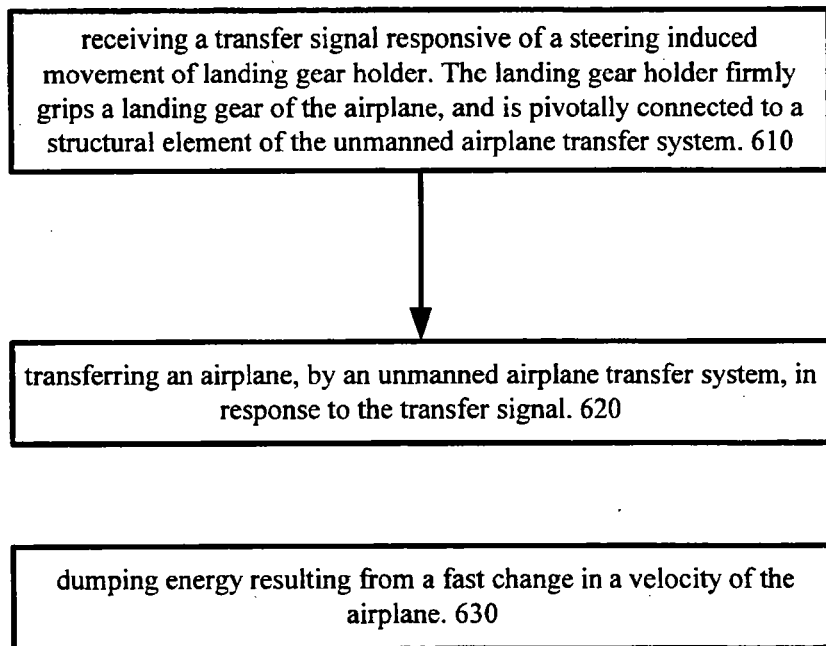 receiving a transfer signal responsive of a steering induced
movement of landing gear holder. The landing gear holder firmly
grips a landing gear of the airplane, and is pivotally connected to a
structural element of the unmanned airplane transfer system. 610
transferring an airplane, by an unmanned airplane transfer system, in
response to the transfer signal. 620
dumping energy resulting from a fast change in a velocity of the
airplane. 630